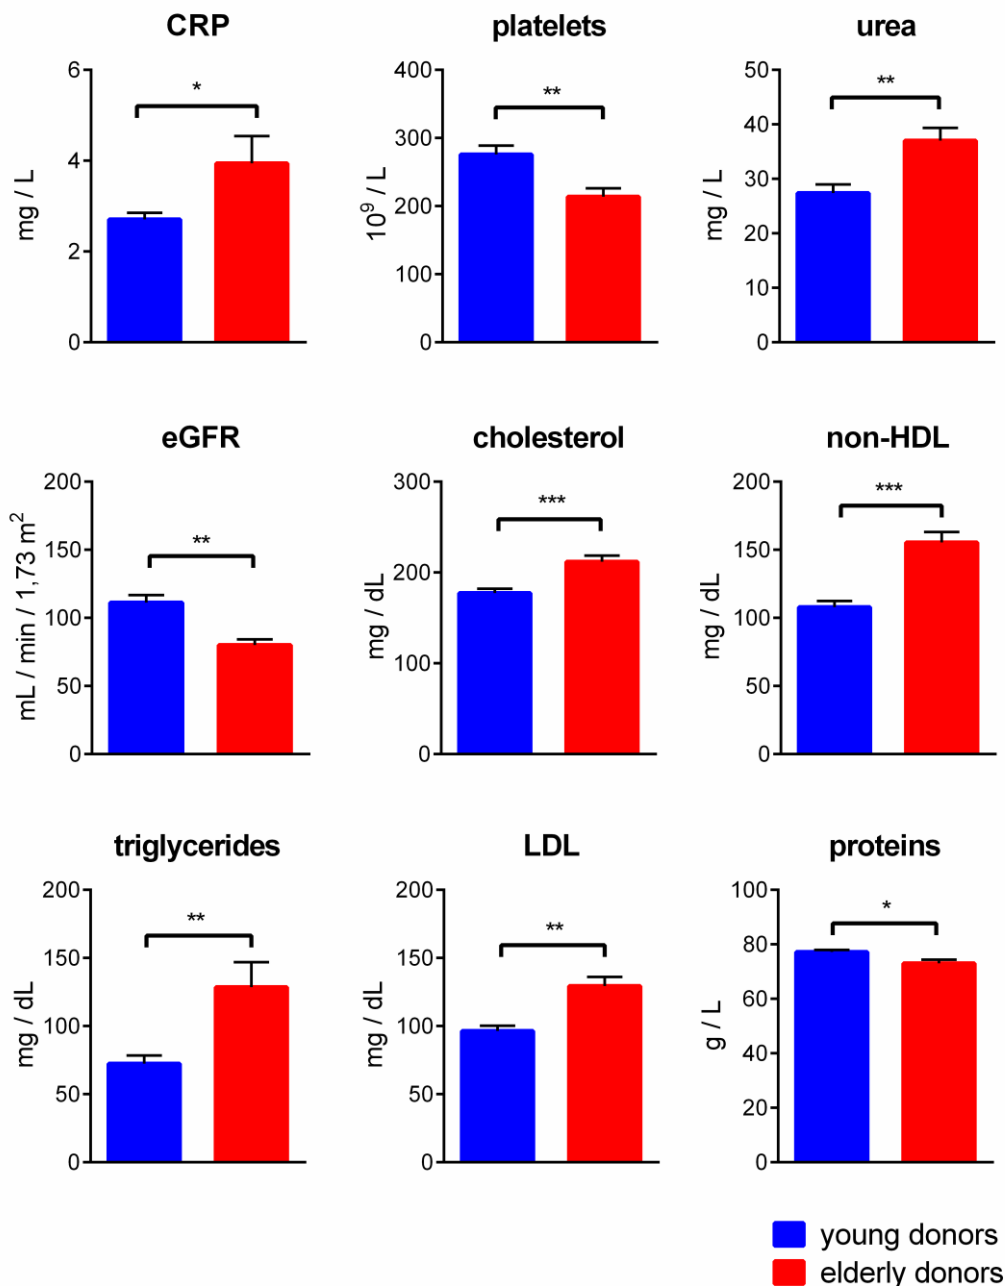 CRP
platelets
urea
6
4
2
0
mg / L
*
400
300
200
100
0
10⁹ / L
**
50
40
30
20
10
0
mg / L
**
eGFR
cholesterol
non-HDL
200
150
100
50
0
mL / min / 1,73 m²
**
300
200
100
0
mg / dL
***
200
150
100
50
0
mg / dL
***
triglycerides
LDL
proteins
200
150
100
50
0
mg / dL
**
200
150
100
50
0
mg / dL
**
100
80
60
40
20
0
g / L
*
young donors
elderly donors